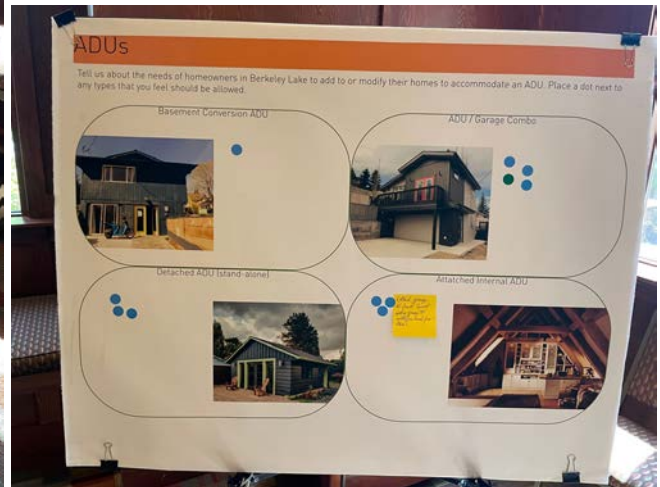 ADUs
Tell us about the needs of homeowners in Berkeley Lake to add to or modify their homes to accommodate an ADU. Place a dot next to
any types that you feel should be allowed.
Basement Conversion ADU
ADU / Garage Combo
Detached ADU (stand-alone)
Attatched Internal ADU